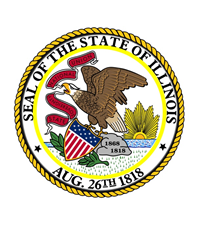 SEAL OF THE STATE OF ILLINOIS
1868
1818
AUG. 26TH 1818